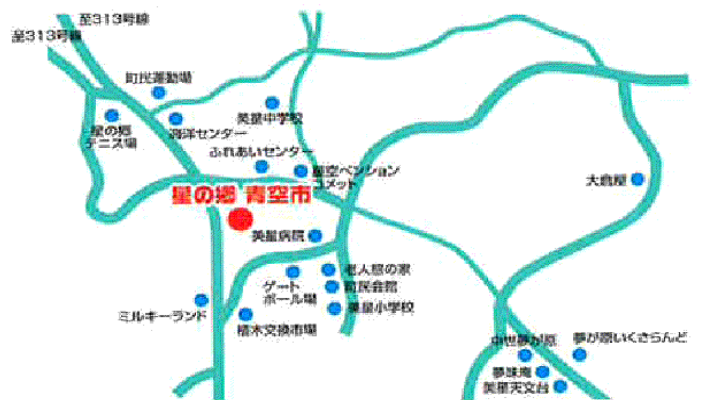 至313号線
至313号線
町民運動場
星の郷
テニス場
海洋センター
美星中学校
ふれあいセンター
星空ペンション
コメット
星の郷 青空市
大倉屋
美星病院
老人憩の家
町民会館
美星小学校
ゲート
ボール場
ミルキーランド
植木交換市場
中世夢が原
夢が原いくさらんど
夢味庵
美星天文台